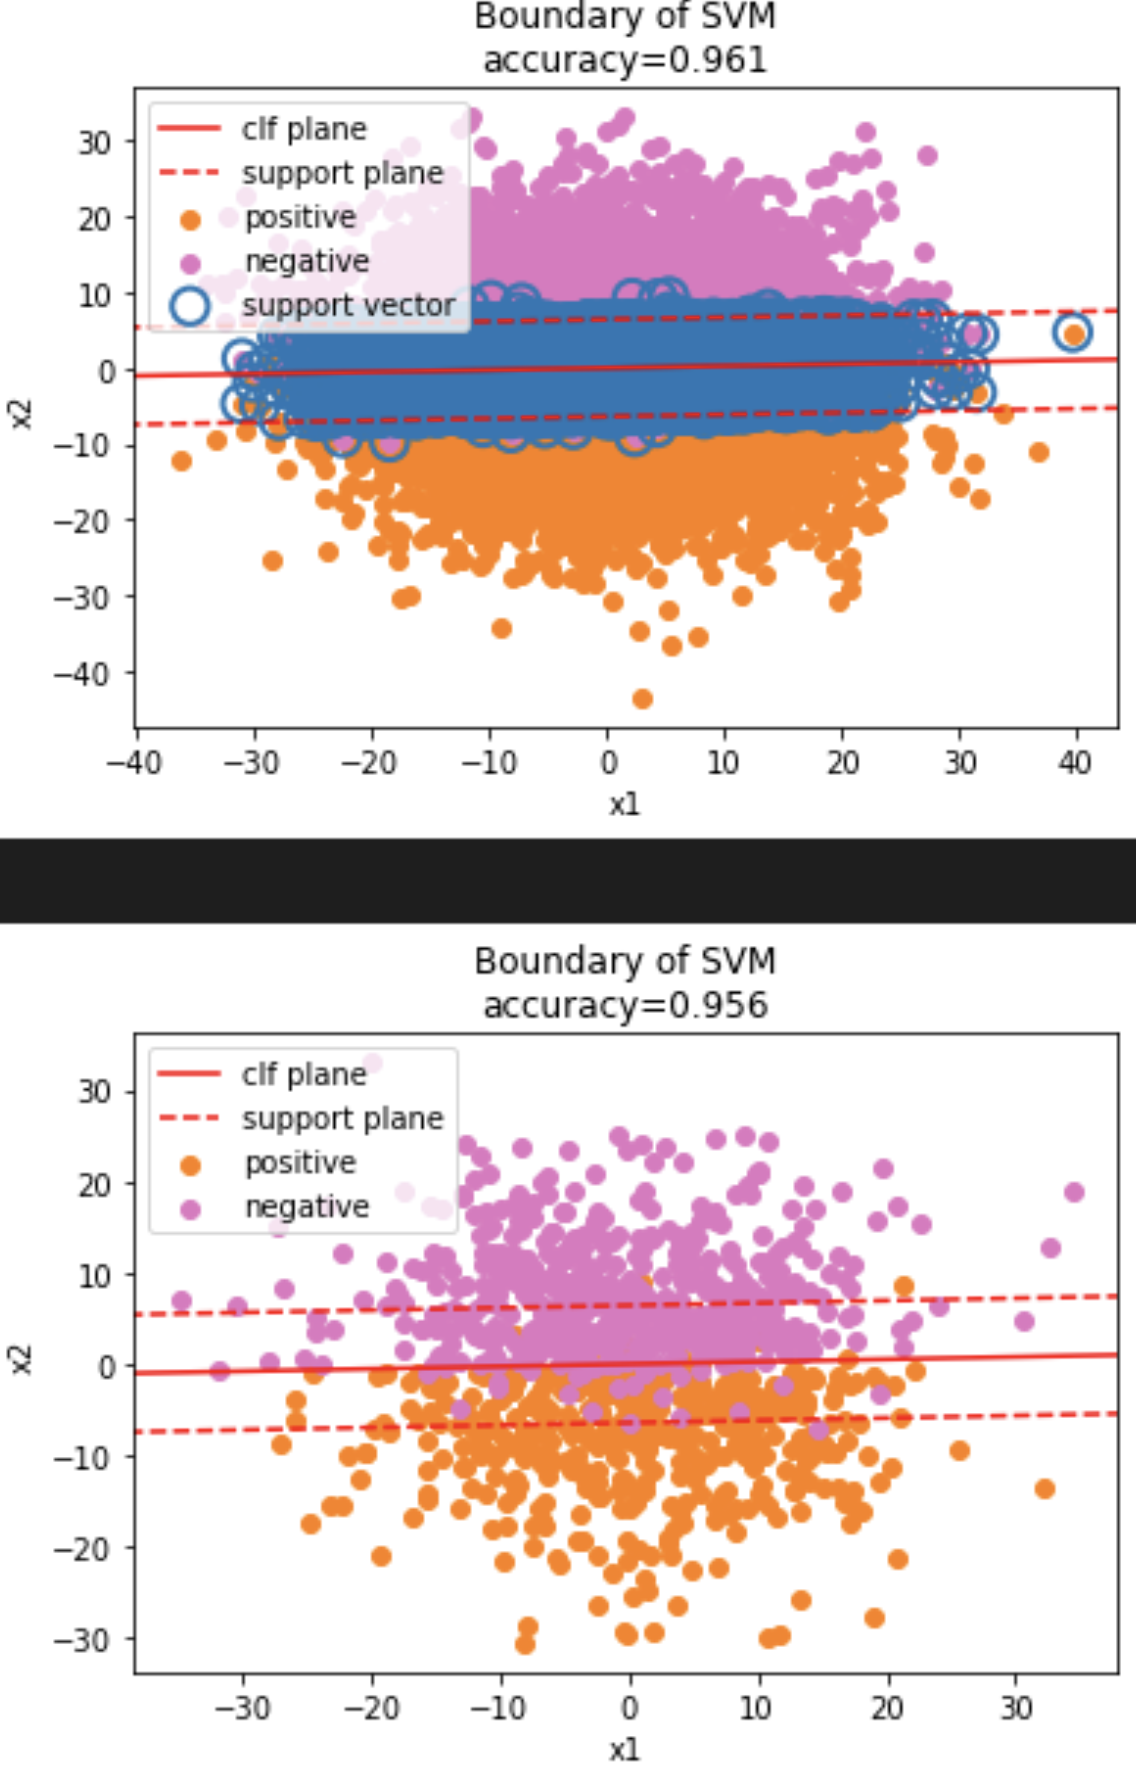 Boundary of SVM
accuracy=0.961
clf plane
support plane
positive
negative
support vector
30
20
10
0
−10
−20
−30
−40
x2
−40 −30 −20 −10 0 10 20 30 40
x1
Boundary of SVM
accuracy=0.956
clf plane
support plane
positive
negative
30
20
10
0
−10
−20
−30
x2
−30 −20 −10 0 10 20 30
x1